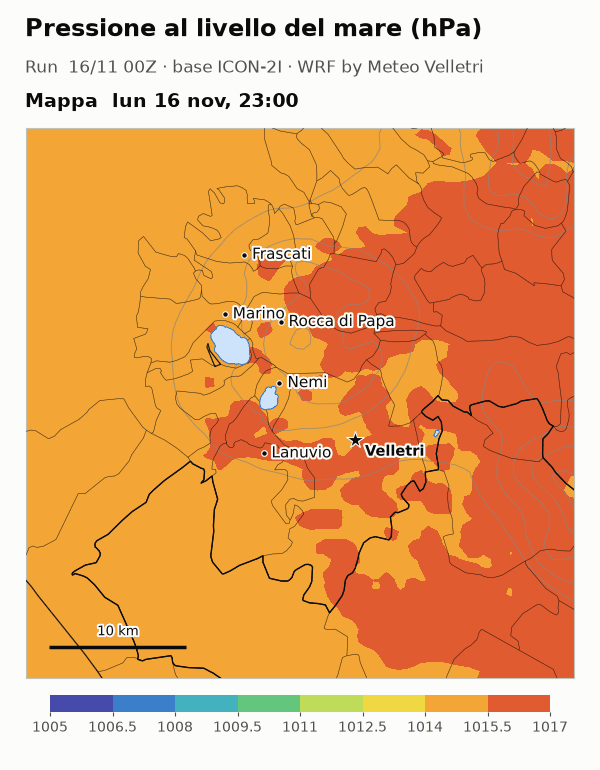 Pressione al livello del mare (hPa)
Run 16/11 00Z · base ICON-2I · WRF by Meteo Velletri
Mappa lun 16 nov, 23:00
Frascati
Marino
Rocca di Papa
Nemi
Velletri
Lanuvio
10 km
1005 1006.5 1008 1009.5 1011 1012.5 1014 1015.5 1017